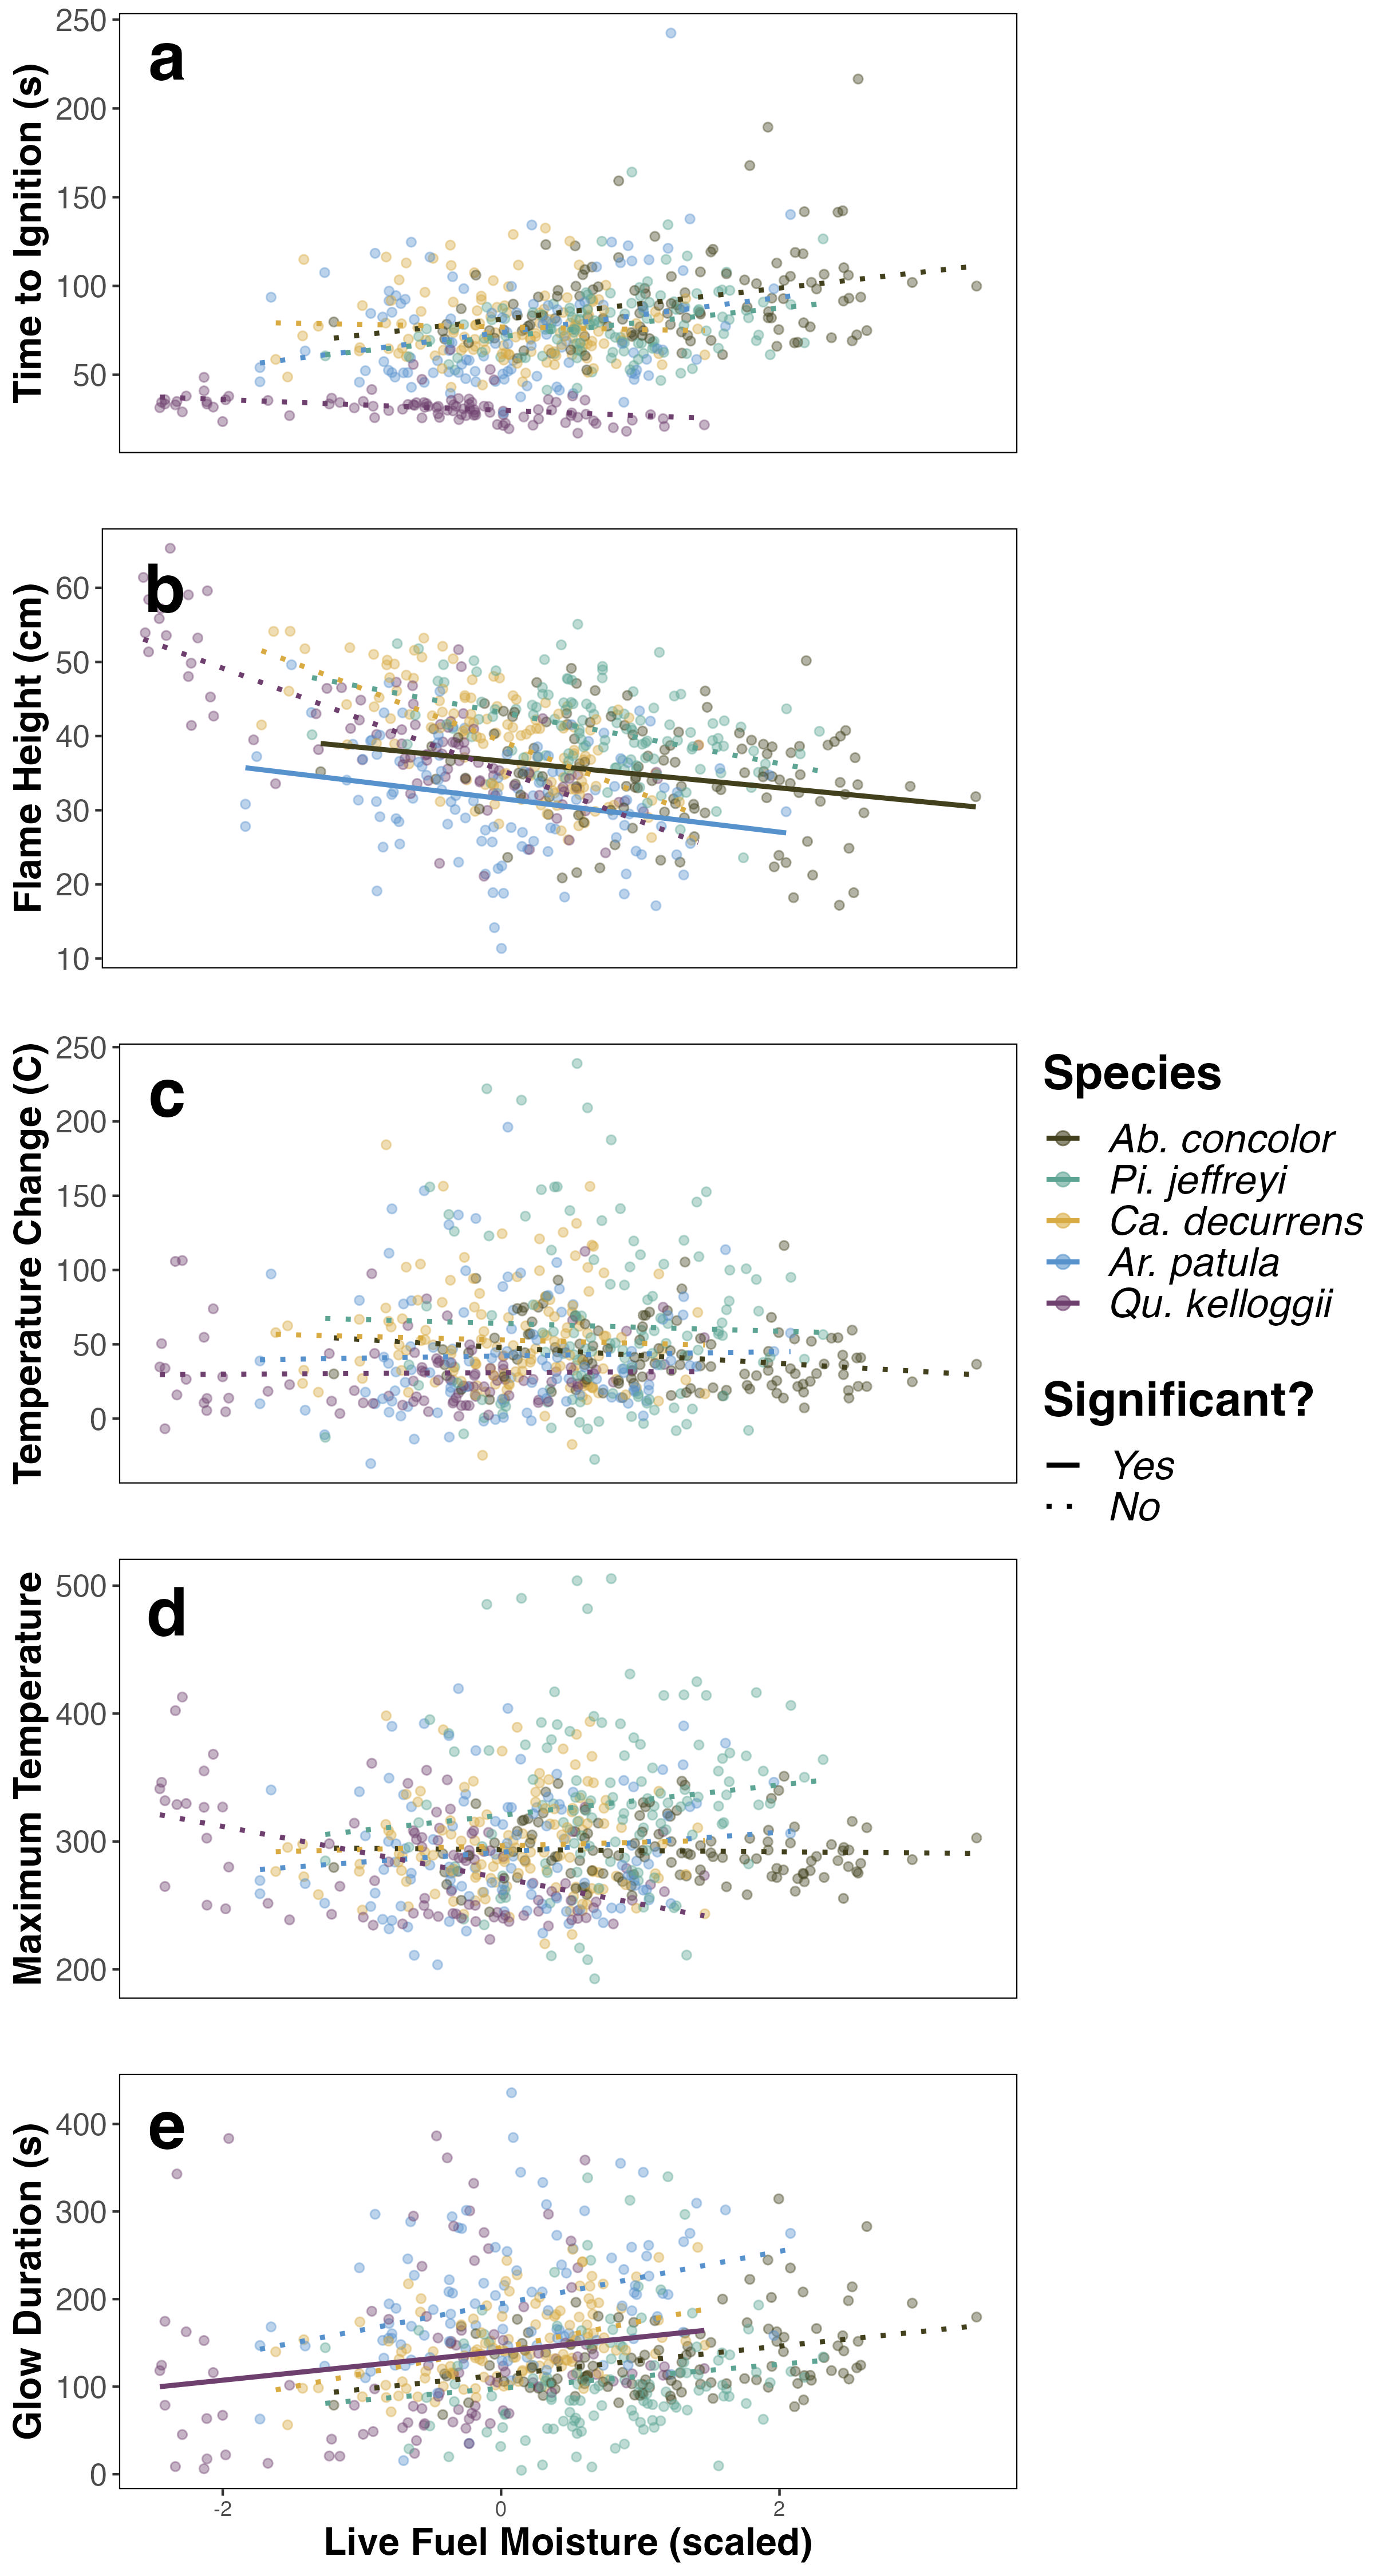 a
Time to Ignition (s)
250
200
150
100
50
b
Flame Height (cm)
60
50
40
30
20
10
c
Temperature Change (C)
250
200
150
100
50
0
Species
Ab. concolor
Pi. jeffreyi
Ca. decurrens
Ar. patula
Qu. kelloggii
Significant?
Yes
No
d
Maximum Temperature
500
400
300
200
e
Glow Duration (s)
400
300
200
100
0
-2 0 2
Live Fuel Moisture (scaled)